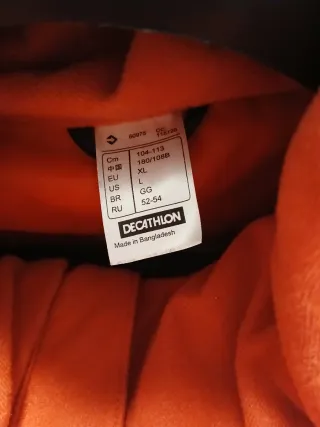 Cm 104-113
中国 180/108B
EU XL
US L
BR GG
RU 52-54
DECATHLON
Made in Bangladesh